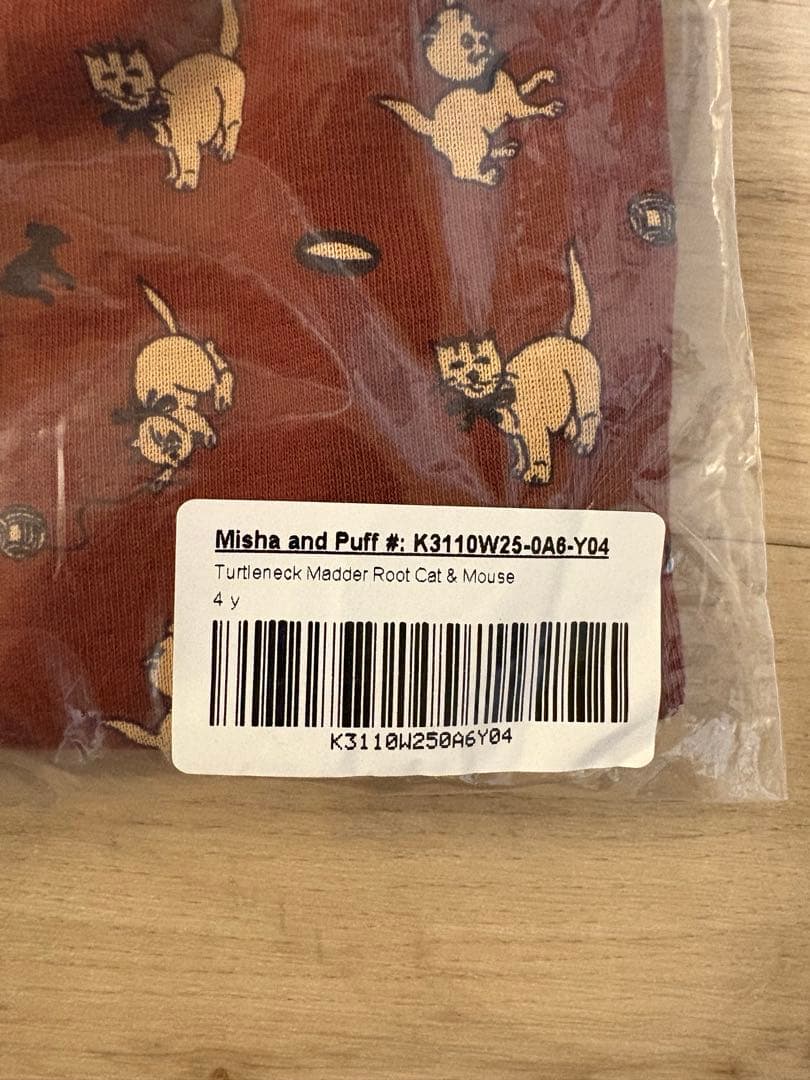 Misha and Puff #: K3110W25-0A6-Y04
Turtleneck Madder Root Cat & Mouse
4 y
K3110W250A6Y04